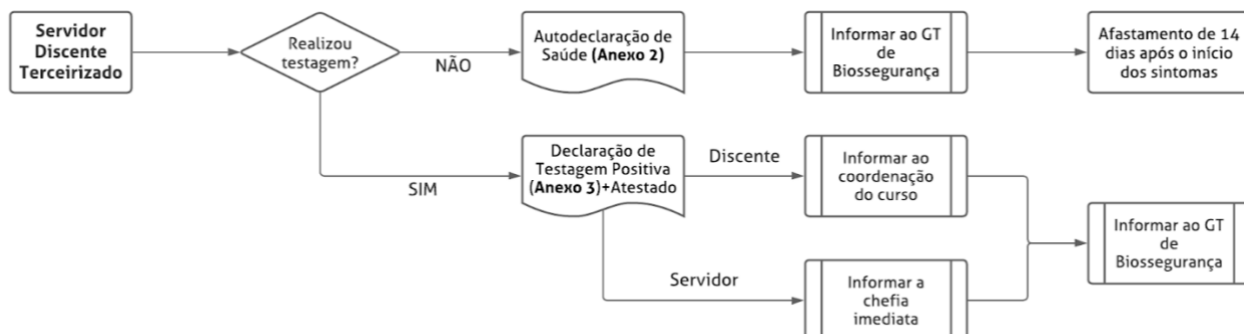 Servidor
Discente
Terceirizado
Realizou
testagem?
NÃO
Autodeclaração de
Saúde (Anexo 2)
Informar ao GT
de
Biossegurança
Afastamento de 14
dias após o início
dos sintomas
SIM
Declaração de
Testagem Positiva
(Anexo 3)+Atestado
Discente
Informar ao
coordenação
do curso
Servidor
Informar a
chefia
imediata
Informar ao GT
de
Biossegurança